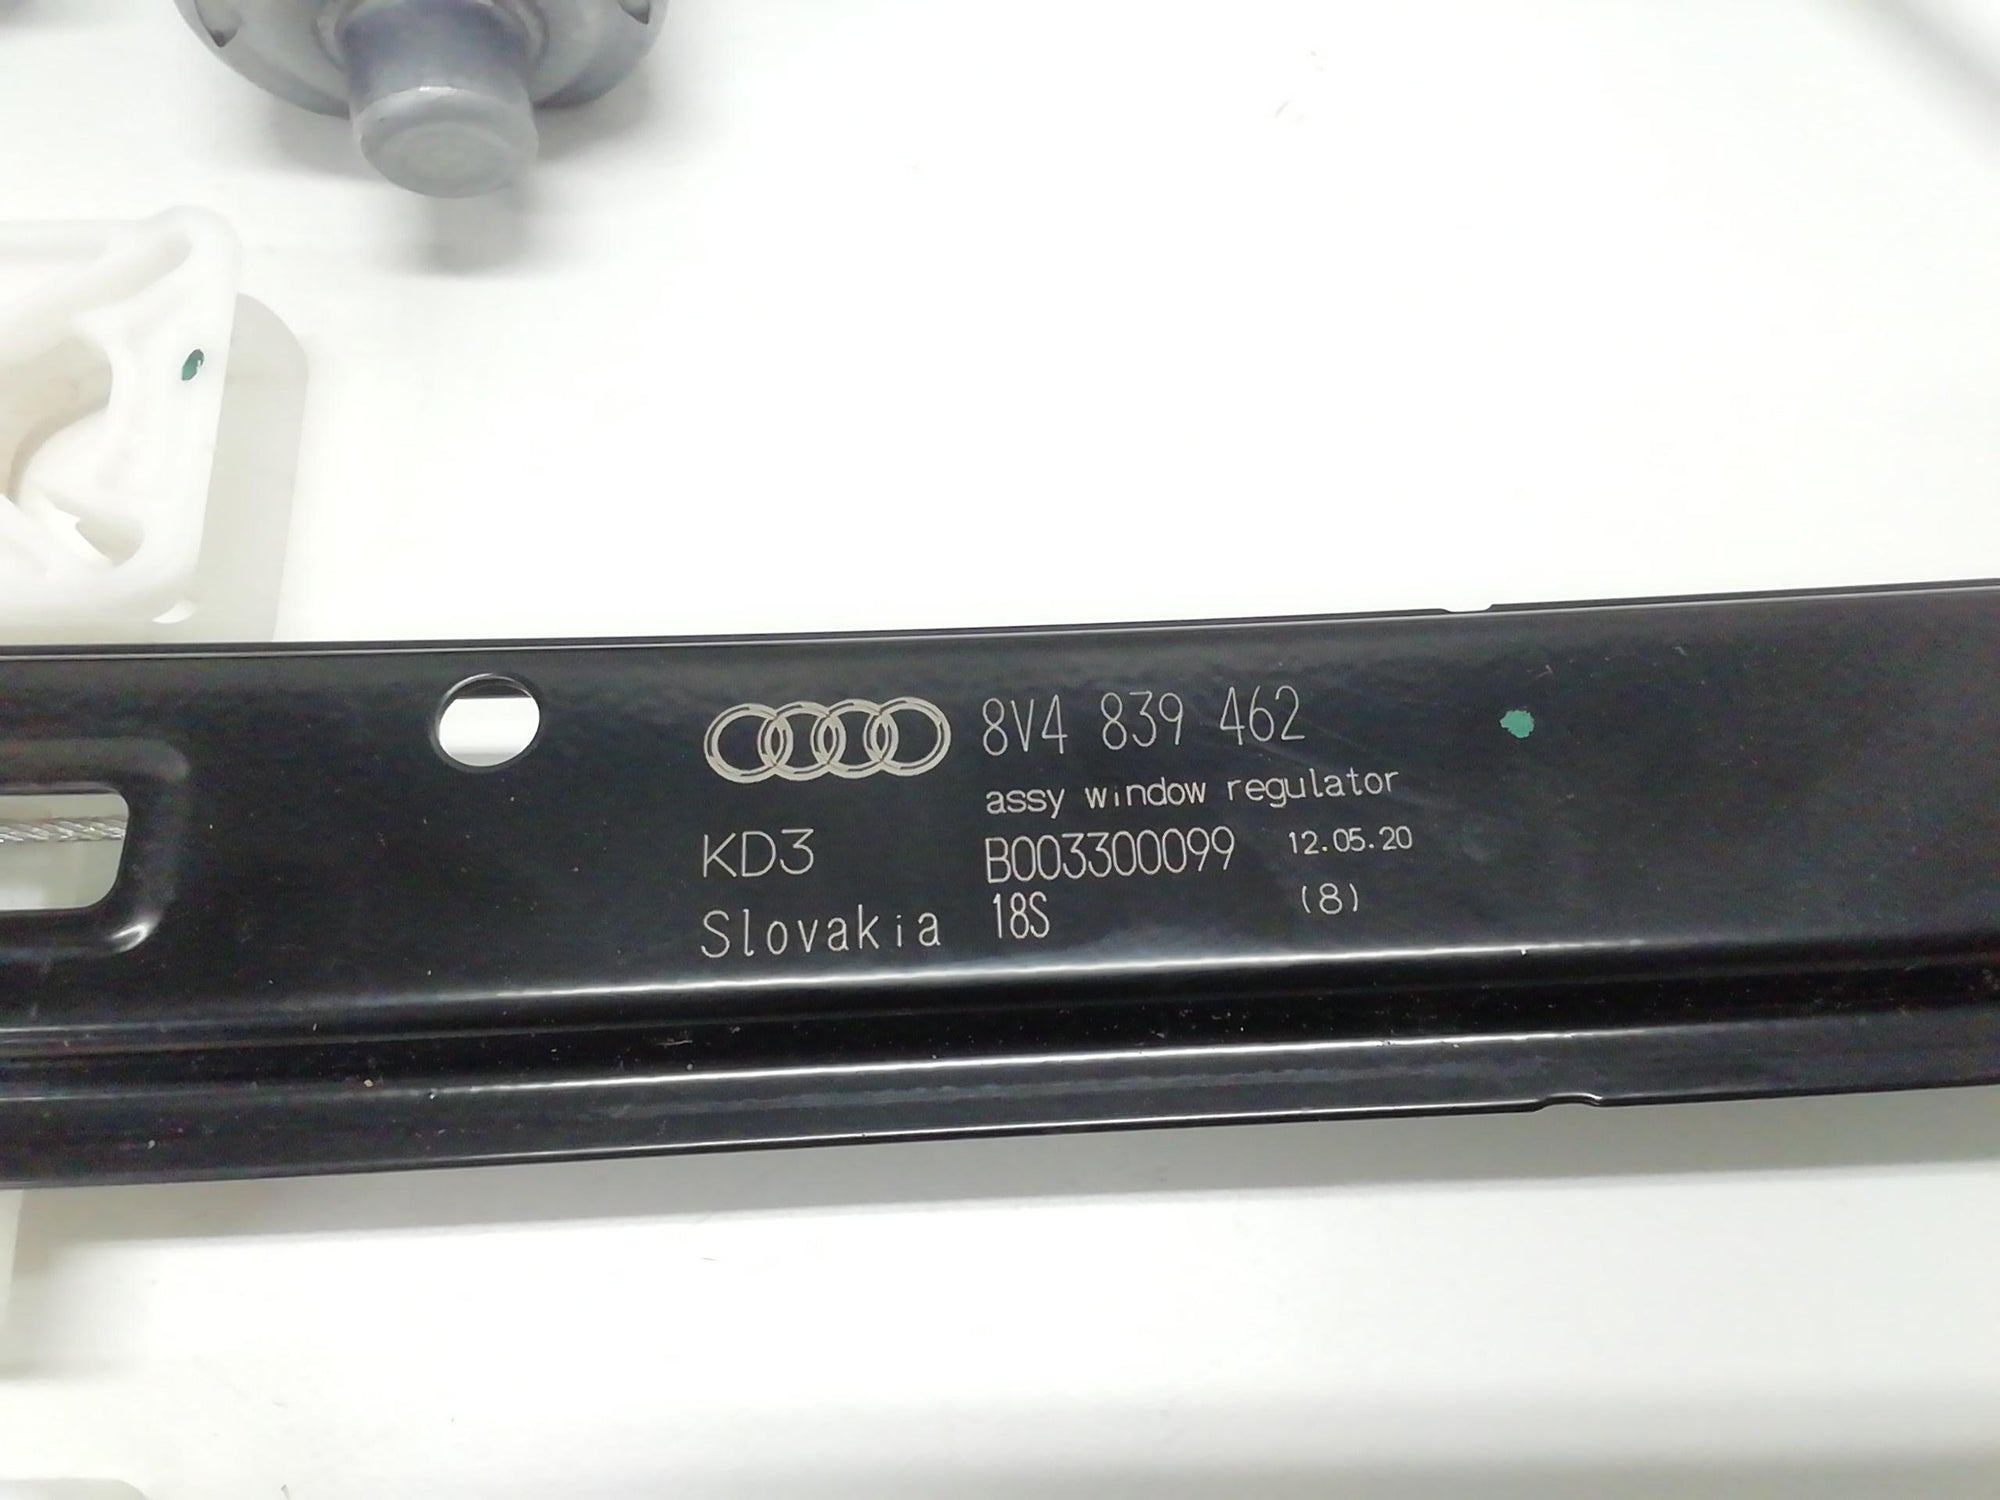 8V4 839 462
assy window regulator
KD3 B003300099 12.05.20
Slovakia 18S (8)